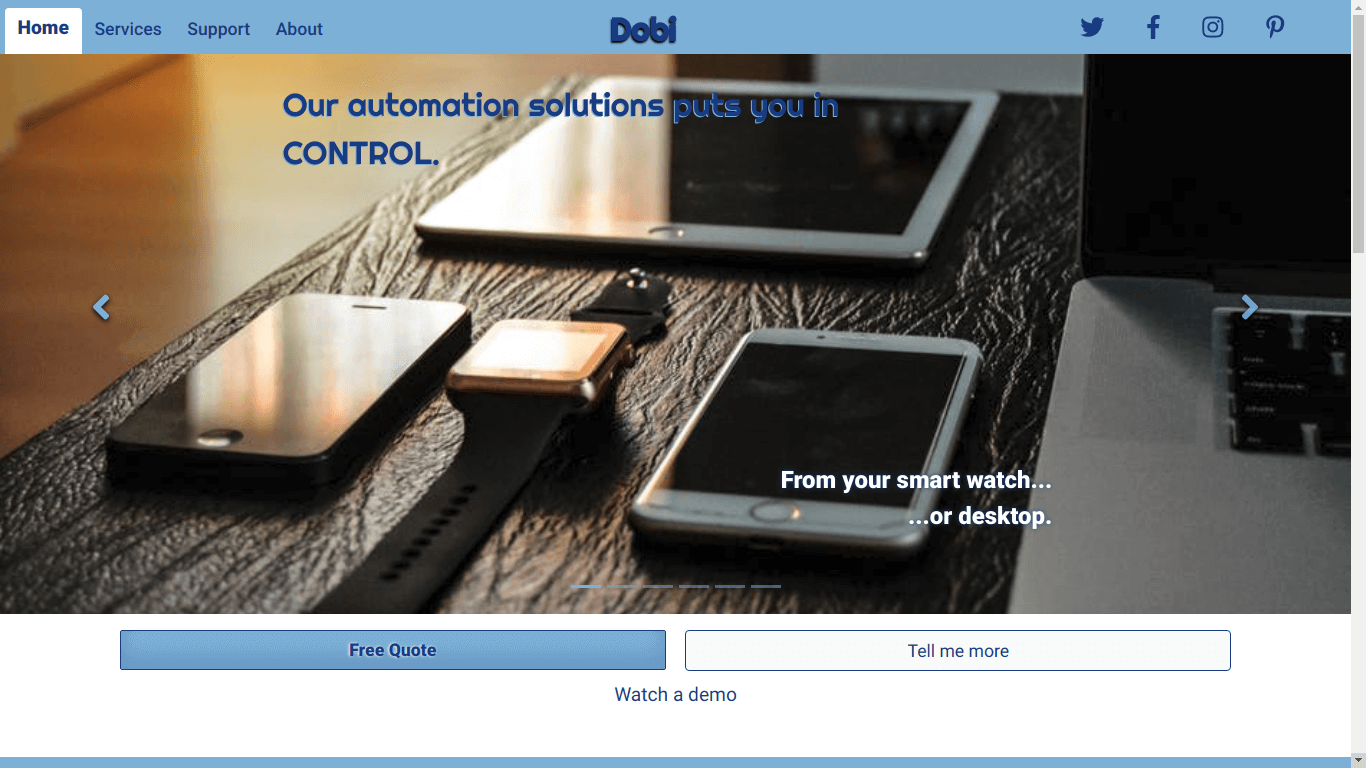 Home Services Support About Dobi
Our automation solutions puts you in
CONTROL.
From your smart watch...
...or desktop.
Free Quote Tell me more
Watch a demo